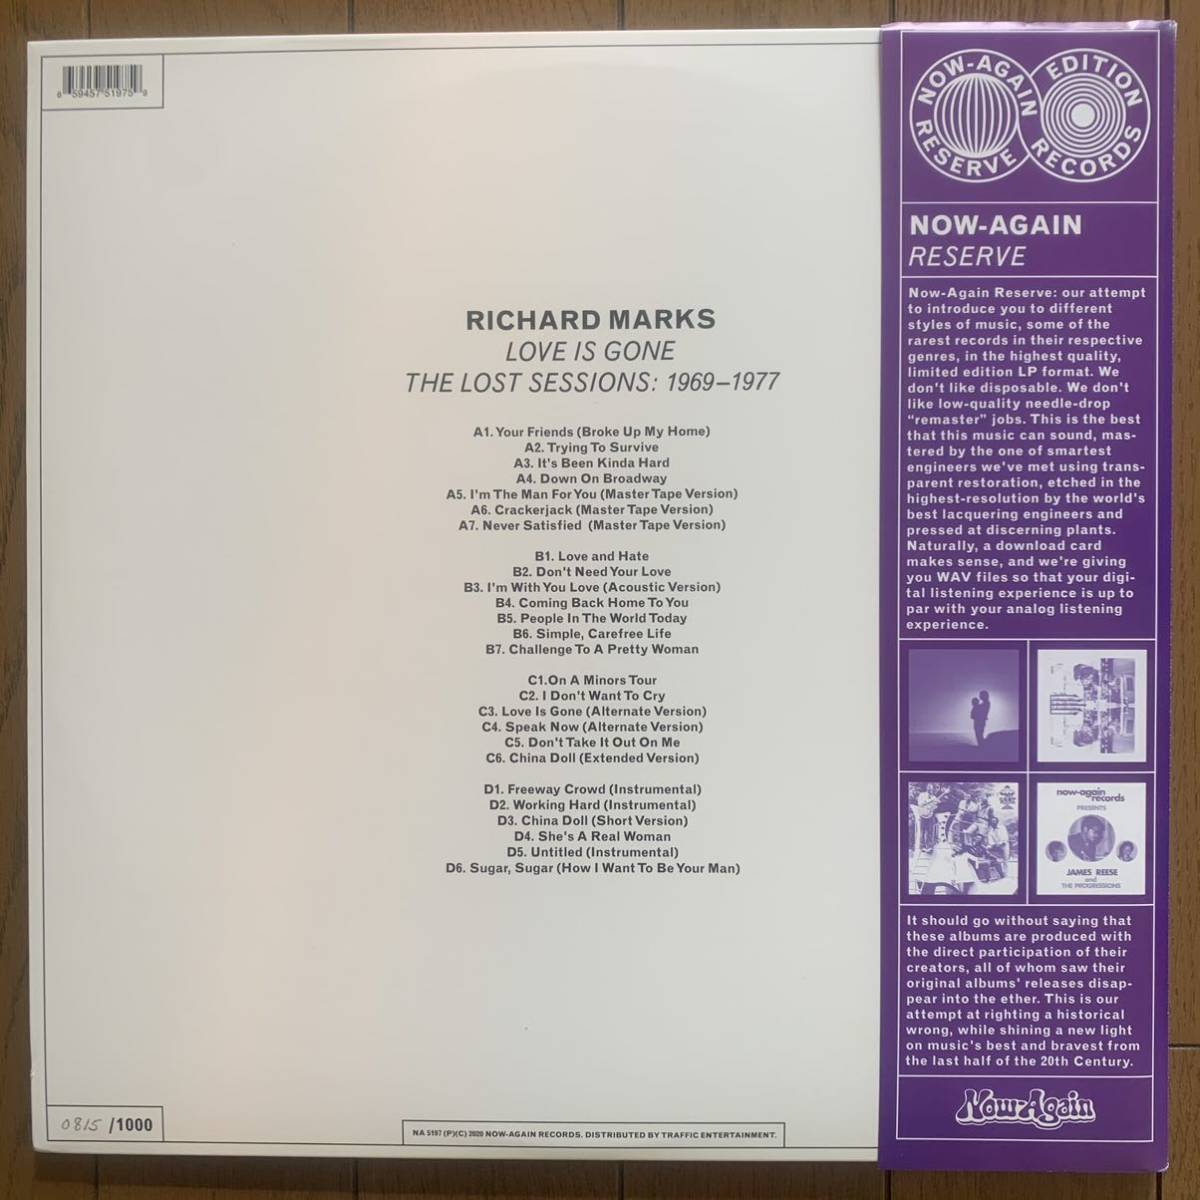 8 59457 51975 9
RICHARD MARKS
LOVE IS GONE
THE LOST SESSIONS: 1969–1977
A1. Your Friends (Broke Up My Home)
A2. Trying To Survive
A3. It's Been Kinda Hard
A4. Down On Broadway
A5. I'm The Man For You (Master Tape Version)
A6. Crackerjack (Master Tape Version)
A7. Never Satisfied (Master Tape Version)
B1. Love and Hate
B2. Don't Need Your Love
B3. I'm With You Love (Acoustic Version)
B4. Coming Back Home To You
B5. People In The World Today
B6. Simple, Carefree Life
B7. Challenge To A Pretty Woman
C1.On A Minors Tour
C2. I Don't Want To Cry
C3. Love Is Gone (Alternate Version)
C4. Speak Now (Alternate Version)
C5. Don't Take It Out On Me
C6. China Doll (Extended Version)
D1. Freeway Crowd (Instrumental)
D2. Working Hard (Instrumental)
D3. China Doll (Short Version)
D4. She's A Real Woman
D5. Untitled (Instrumental)
D6. Sugar, Sugar (How I Want To Be Your Man)
0815 /1000
NA 5197 (P)(C) 2020 NOW-AGAIN RECORDS. DISTRIBUTED BY TRAFFIC ENTERTAINMENT.
NOW-AGAIN RESERVE
EDITION RECORDS
NOW-AGAIN
RESERVE
Now-Again Reserve: our attempt
to introduce you to different
styles of music, some of the
rarest records in their respective
genres, in the highest quality,
limited edition LP format. We
don't like disposable. We don't
like low-quality needle-drop
“remaster” jobs. This is the best
that this music can sound, mas-
tered by the one of smartest
engineers we've met using trans-
parent restoration, etched in the
highest-resolution by the world's
best lacquering engineers and
pressed at discerning plants.
Naturally, a download card
makes sense, and we're giving
you WAV files so that your digi-
tal listening experience is up to
par with your analog listening
experience.
now-again
records
PRESENTS
JAMES REESE
and
THE PROGRESSIONS
It should go without saying that
these albums are produced with
the direct participation of their
creators, all of whom saw their
original albums' releases disap-
pear into the ether. This is our
attempt at righting a historical
wrong, while shining a new light
on music's best and bravest from
the last half of the 20th Century.
Now-Again